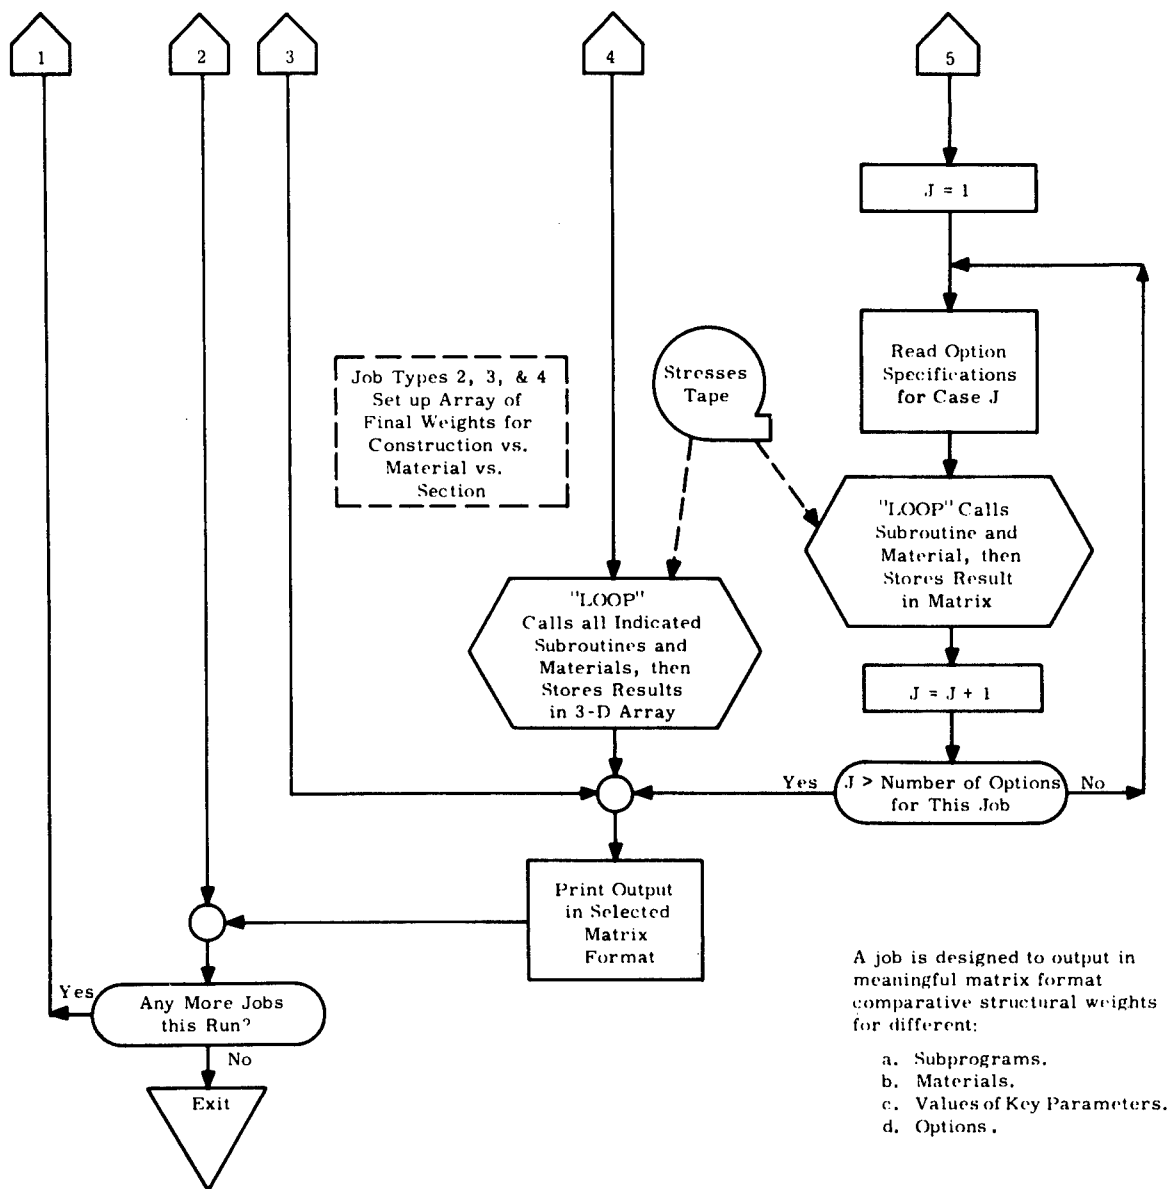 1
2
3
4
5
J = 1
Read Option
Specifications
for Case J
Stresses
Tape
Job Types 2, 3, & 4
Set up Array of
Final Weights for
Construction vs.
Material vs.
Section
"LOOP" Calls
Subroutine and
Material, then
Stores Result
in Matrix
"LOOP"
Calls all Indicated
Subroutines and
Materials, then
Stores Results
in 3-D Array
J = J + 1
Yes
J > Number of Options
for This Job
No
Print Output
in Selected
Matrix
Format
Yes
Any More Jobs
this Run?
No
Exit
A job is designed to output in
meaningful matrix format
comparative structural weights
for different:
a. Subprograms.
b. Materials.
c. Values of Key Parameters.
d. Options.